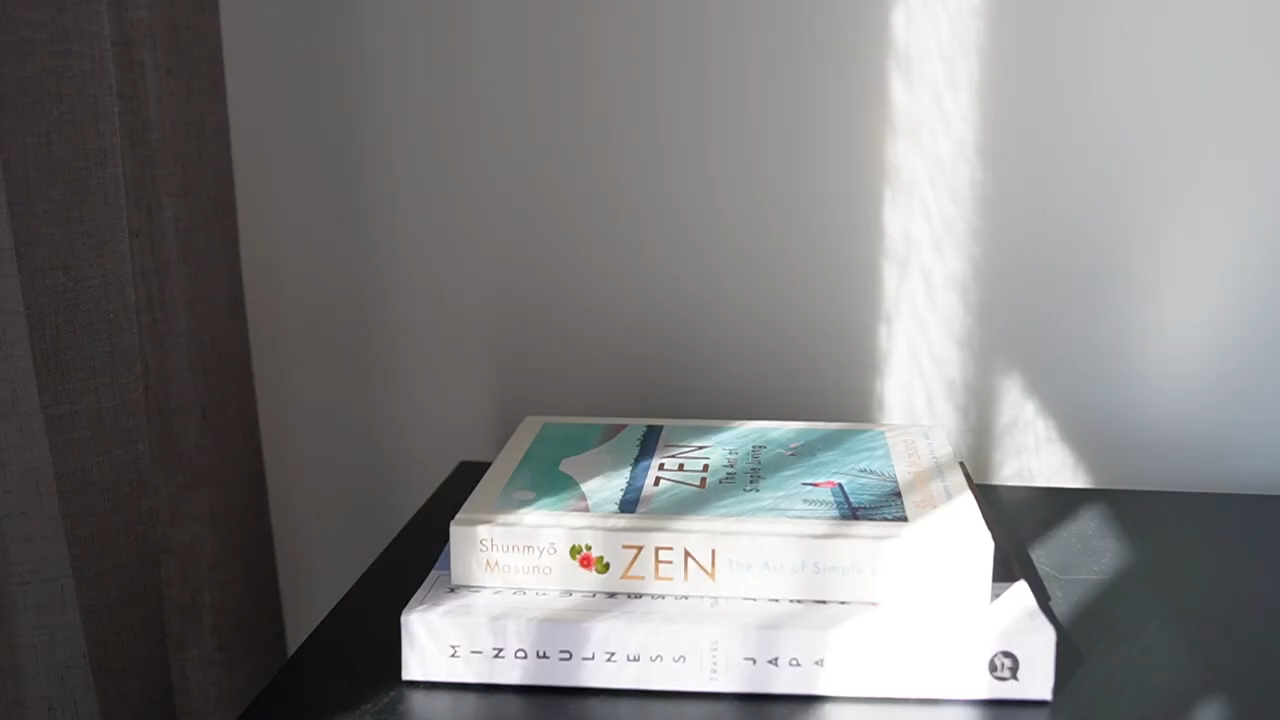 ZEN
The Art of
Simple Living
Shunmyō
Masuno
ZEN
The Art of Simple
MINDFULNESS
TRAVEL
JAPA